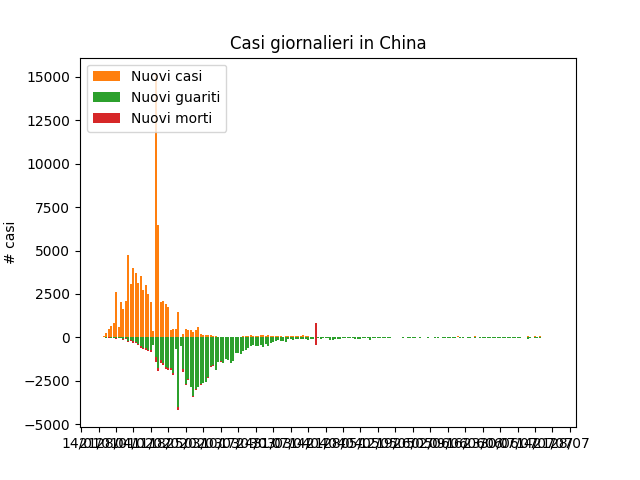 Casi giornalieri in China
Nuovi casi
Nuovi guariti
Nuovi morti
# casi
15000
12500
10000
7500
5000
2500
0
−2500
−5000